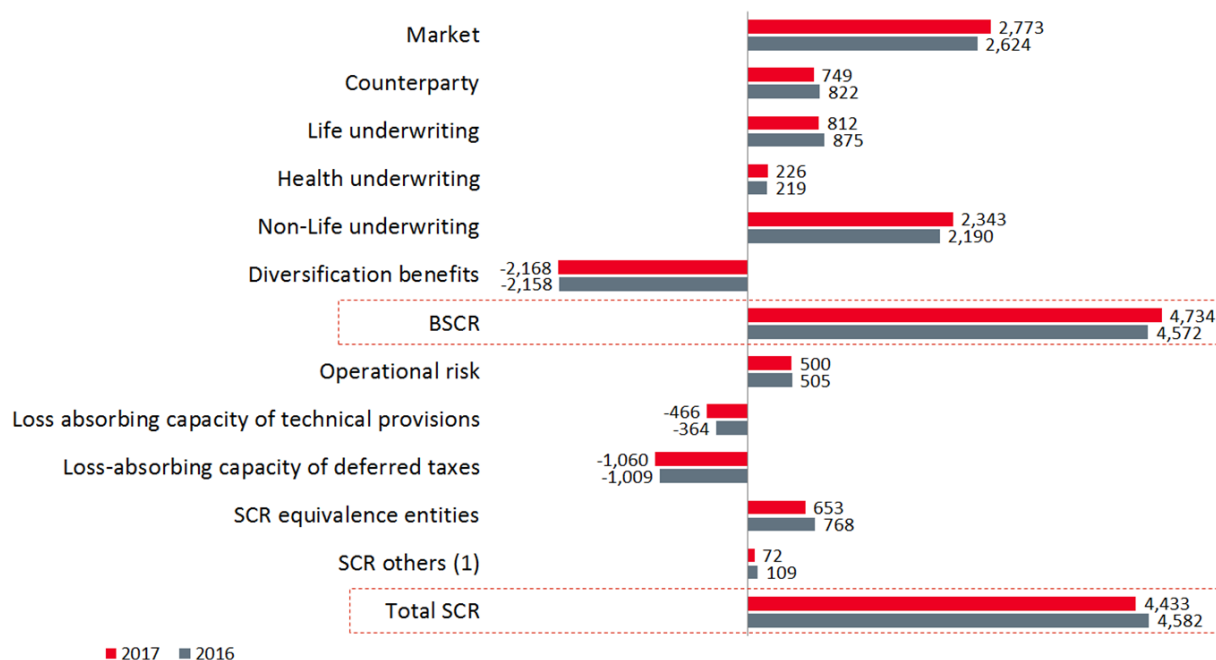 Market
2,773
2,624
Counterparty
749
822
Life underwriting
812
875
Health underwriting
226
219
Non-Life underwriting
2,343
2,190
Diversification benefits
-2,168
-2,158
BSCR
4,734
4,572
Operational risk
500
505
Loss absorbing capacity of technical provisions
-466
-364
Loss-absorbing capacity of deferred taxes
-1,060
-1,009
SCR equivalence entities
653
768
SCR others (1)
72
109
Total SCR
4,433
4,582
2017 2016